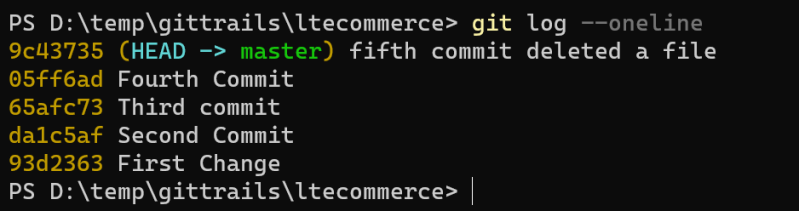 PS D:\temp\gittrails\ltecommerce> git log --oneline
9c43735 (HEAD -> master) fifth commit deleted a file
05ff6ad Fourth Commit
65afc73 Third commit
da1c5af Second Commit
93d2363 First Change
PS D:\temp\gittrails\ltecommerce>